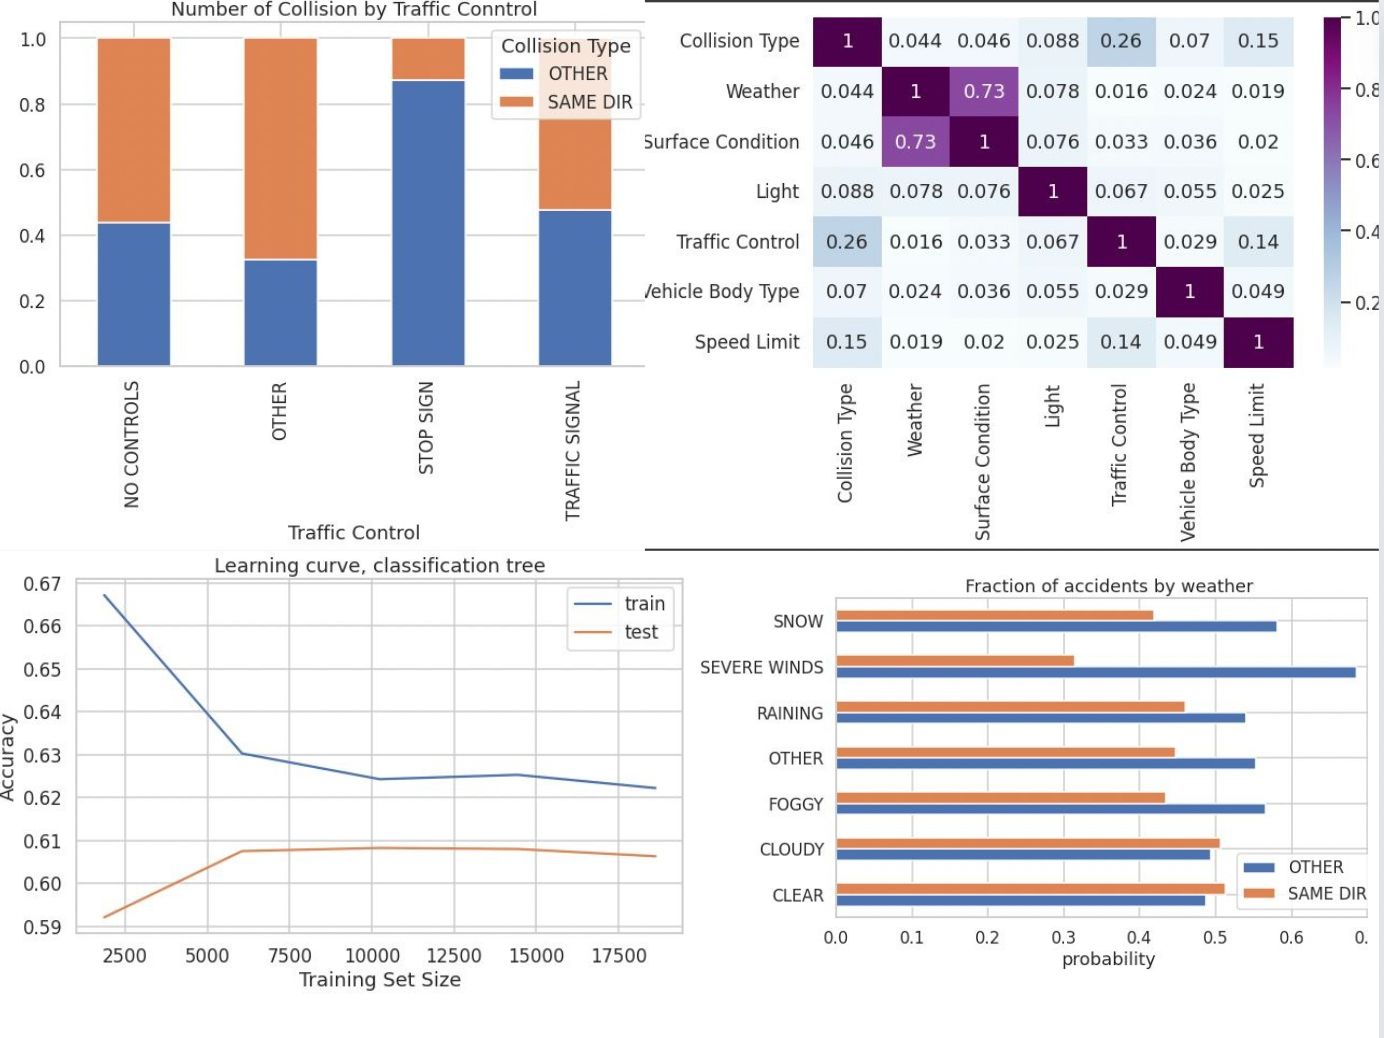 Number of Collision by Traffic Conntrol
1.0
0.8
0.6
0.4
0.2
0.0
Collision Type
OTHER
SAME DIR
NO CONTROLS
OTHER
STOP SIGN
TRAFFIC SIGNAL
Traffic Control
Collision Type 1 0.044 0.046 0.088 0.26 0.07 0.15
Weather 0.044 1 0.73 0.078 0.016 0.024 0.019
Surface Condition 0.046 0.73 1 0.076 0.033 0.036 0.02
Light 0.088 0.078 0.076 1 0.067 0.055 0.025
Traffic Control 0.26 0.016 0.033 0.067 1 0.029 0.14
Vehicle Body Type 0.07 0.024 0.036 0.055 0.029 1 0.049
Speed Limit 0.15 0.019 0.02 0.025 0.14 0.049 1
Collision Type
Weather
Surface Condition
Light
Traffic Control
Vehicle Body Type
Speed Limit
1.0
0.8
0.6
0.4
0.2
Learning curve, classification tree
0.67
0.66
0.65
0.64
0.63
0.62
0.61
0.60
0.59
Accuracy
train
test
2500 5000 7500 10000 12500 15000 17500
Training Set Size
Fraction of accidents by weather
SNOW
SEVERE WINDS
RAINING
OTHER
FOGGY
CLOUDY
CLEAR
OTHER
SAME DIR
0.0 0.1 0.2 0.3 0.4 0.5 0.6 0.
probability